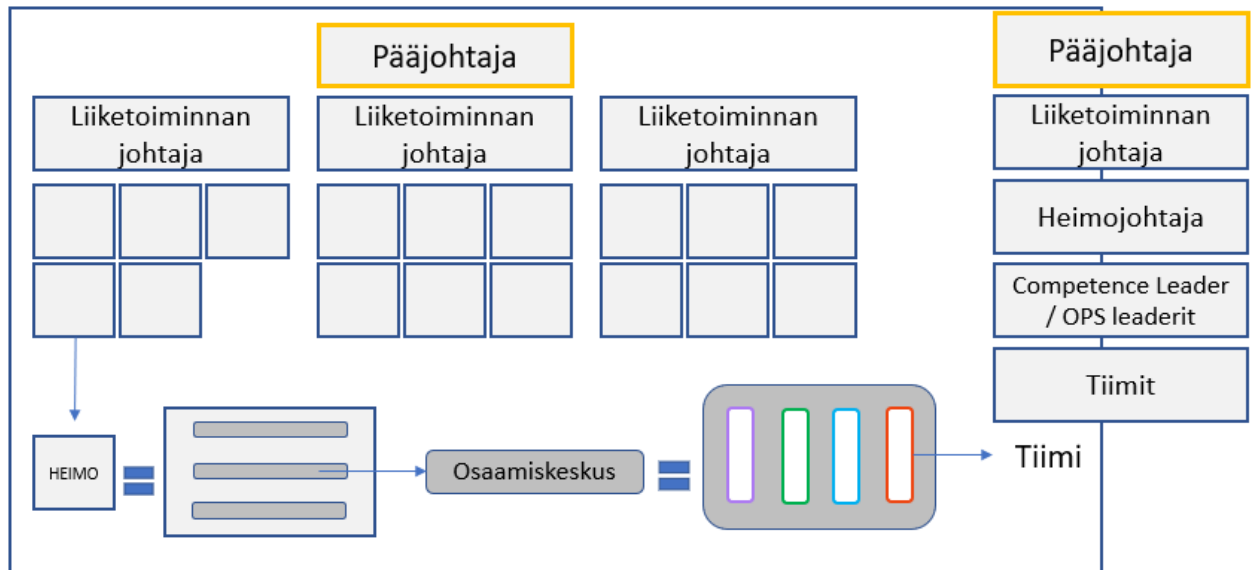 Pääjohtaja
Liiketoiminnan
johtaja
Liiketoiminnan
johtaja
Liiketoiminnan
johtaja
HEIMO
Osaamiskeskus
Tiimi
Pääjohtaja
Liiketoiminnan
johtaja
Heimojohtaja
Competence Leader
/ OPS leaderit
Tiimit